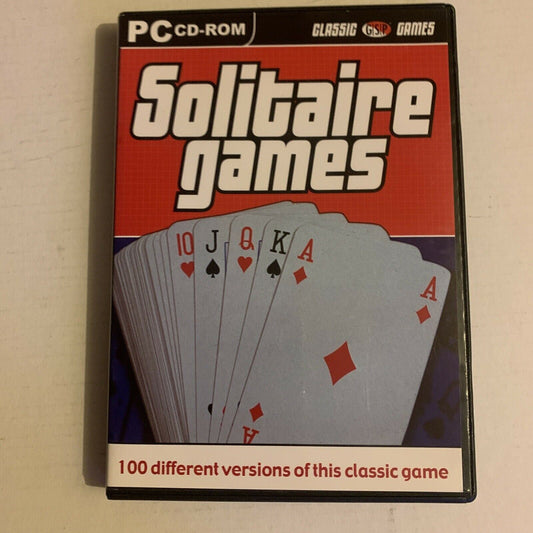 PC CD-ROM
CLASSIC GSP GAMES
Solitaire
games
10 J Q K A
A
A
100 different versions of this classic game